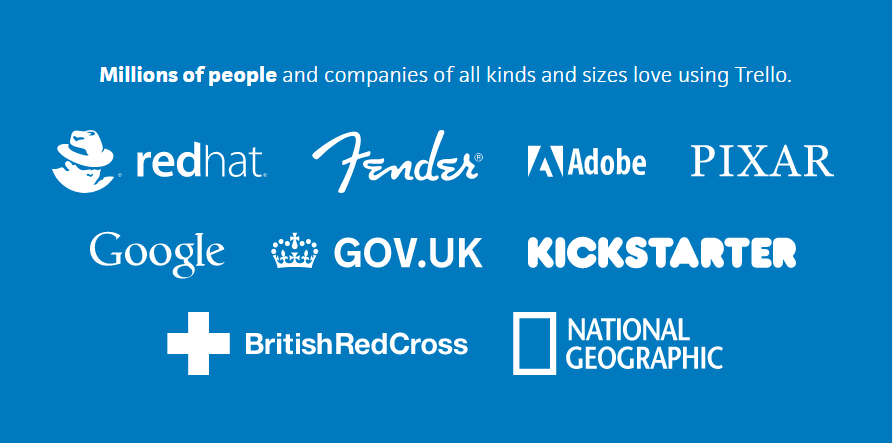 Millions of people and companies of all kinds and sizes love using Trello.
redhat® Fender® Adobe PIXAR
Google GOV.UK KICKSTARTER
BritishRedCross NATIONAL
GEOGRAPHIC